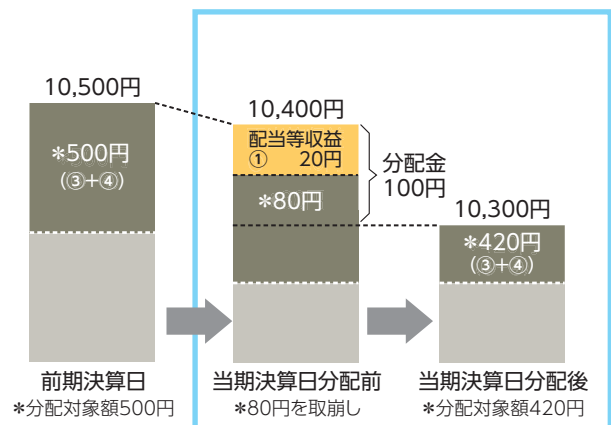 10,500円
*500円
(③+④)
前期決算日
*分配対象額500円
10,400円
配当等収益
① 20円
*80円
分配金
100円
当期決算日分配前
*80円を取崩し
10,300円
*420円
(③+④)
当期決算日分配後
*分配対象額420円